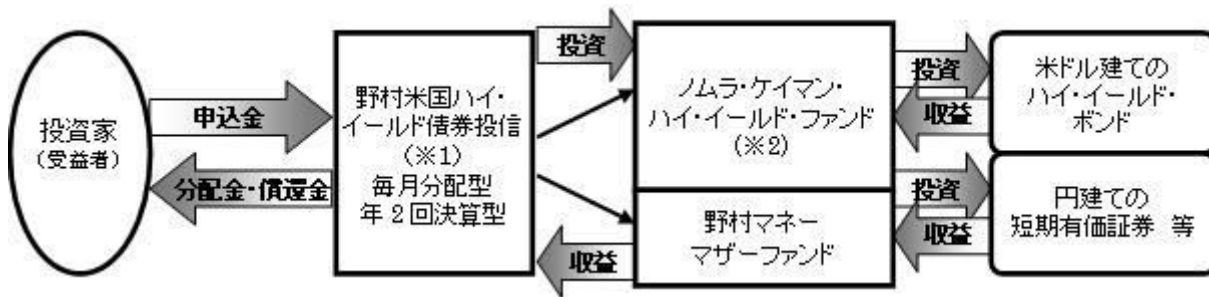 投資家
(受益者)
申込金
分配金・償還金
野村米国ハイ・
イールド債券投信
(※1)
毎月分配型
年2回決算型
投資
収益
ノムラ・ケイマン・
ハイ・イールド・ファンド
(※2)
野村マネー
マザーファンド
投資
収益
投資
収益
米ドル建ての
ハイ・イールド・
ボンド
円建ての
短期有価証券 等